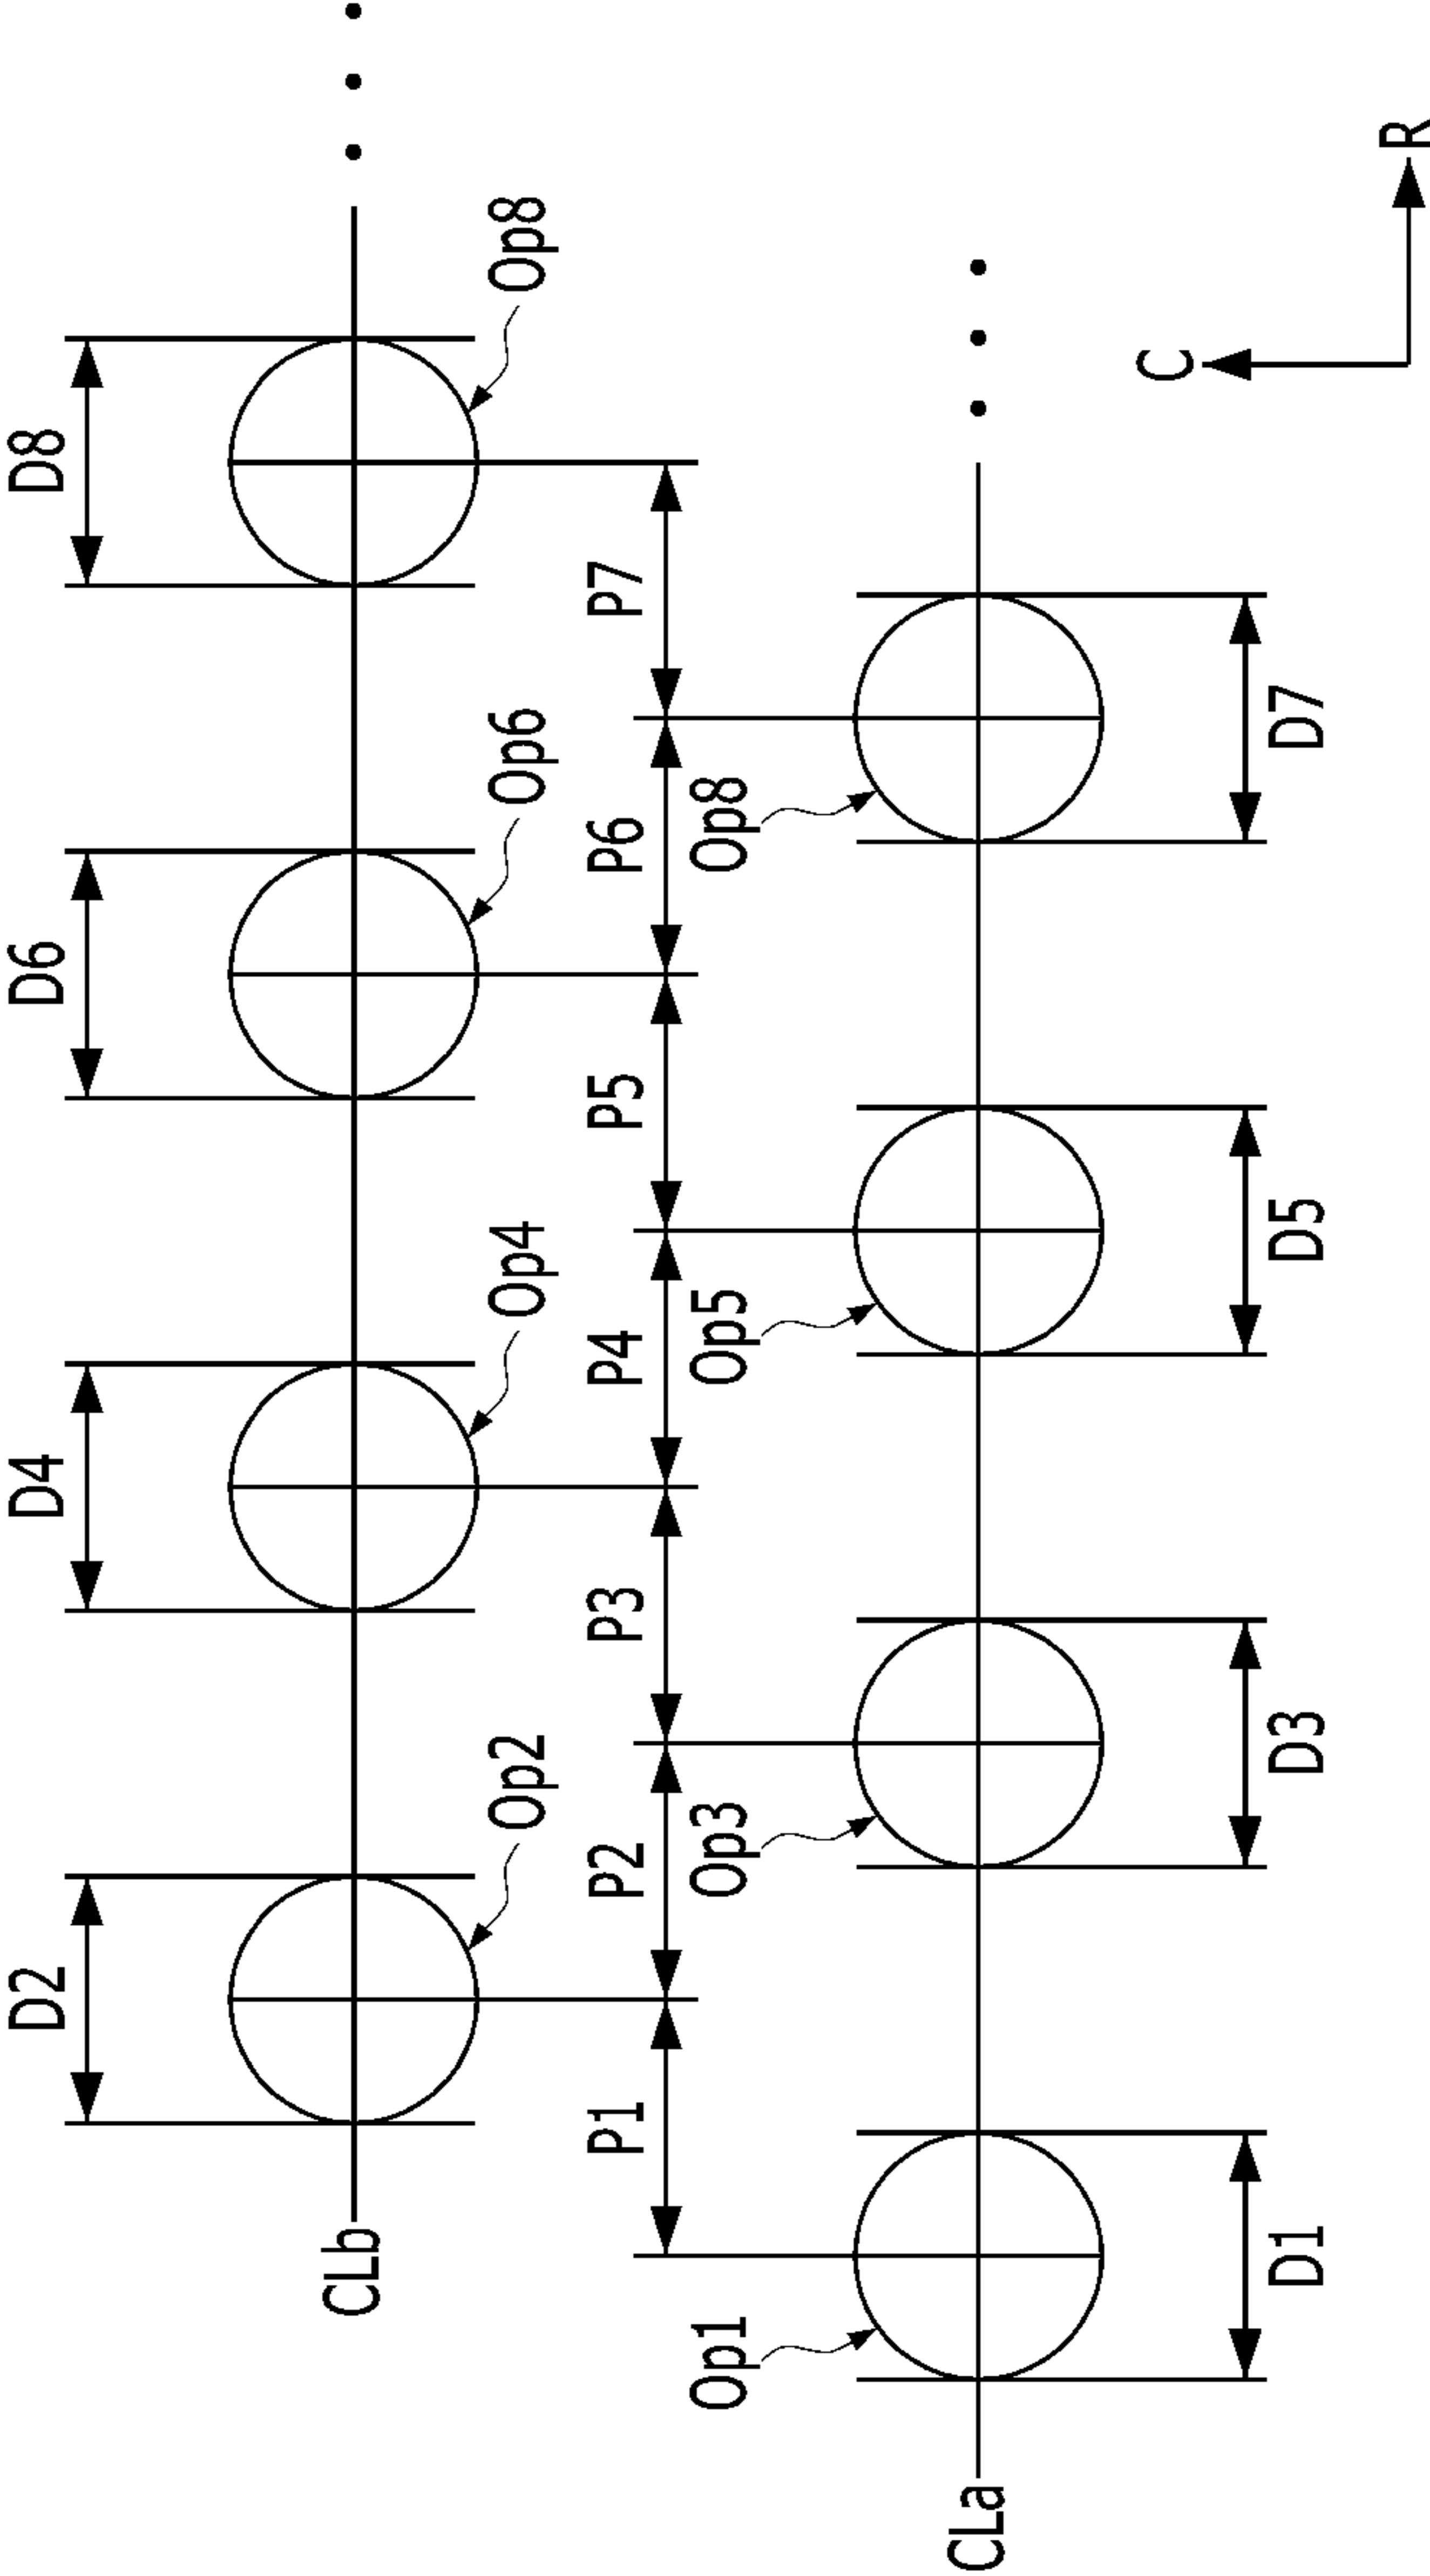 D2 D4 D6 D8
CLb
Op2 Op4 Op6 Op8
P1 P2 P3 P4 P5 P6 P7
Op1 Op3 Op5 Op8
CLa
C
D1 D3 D5 D7
R